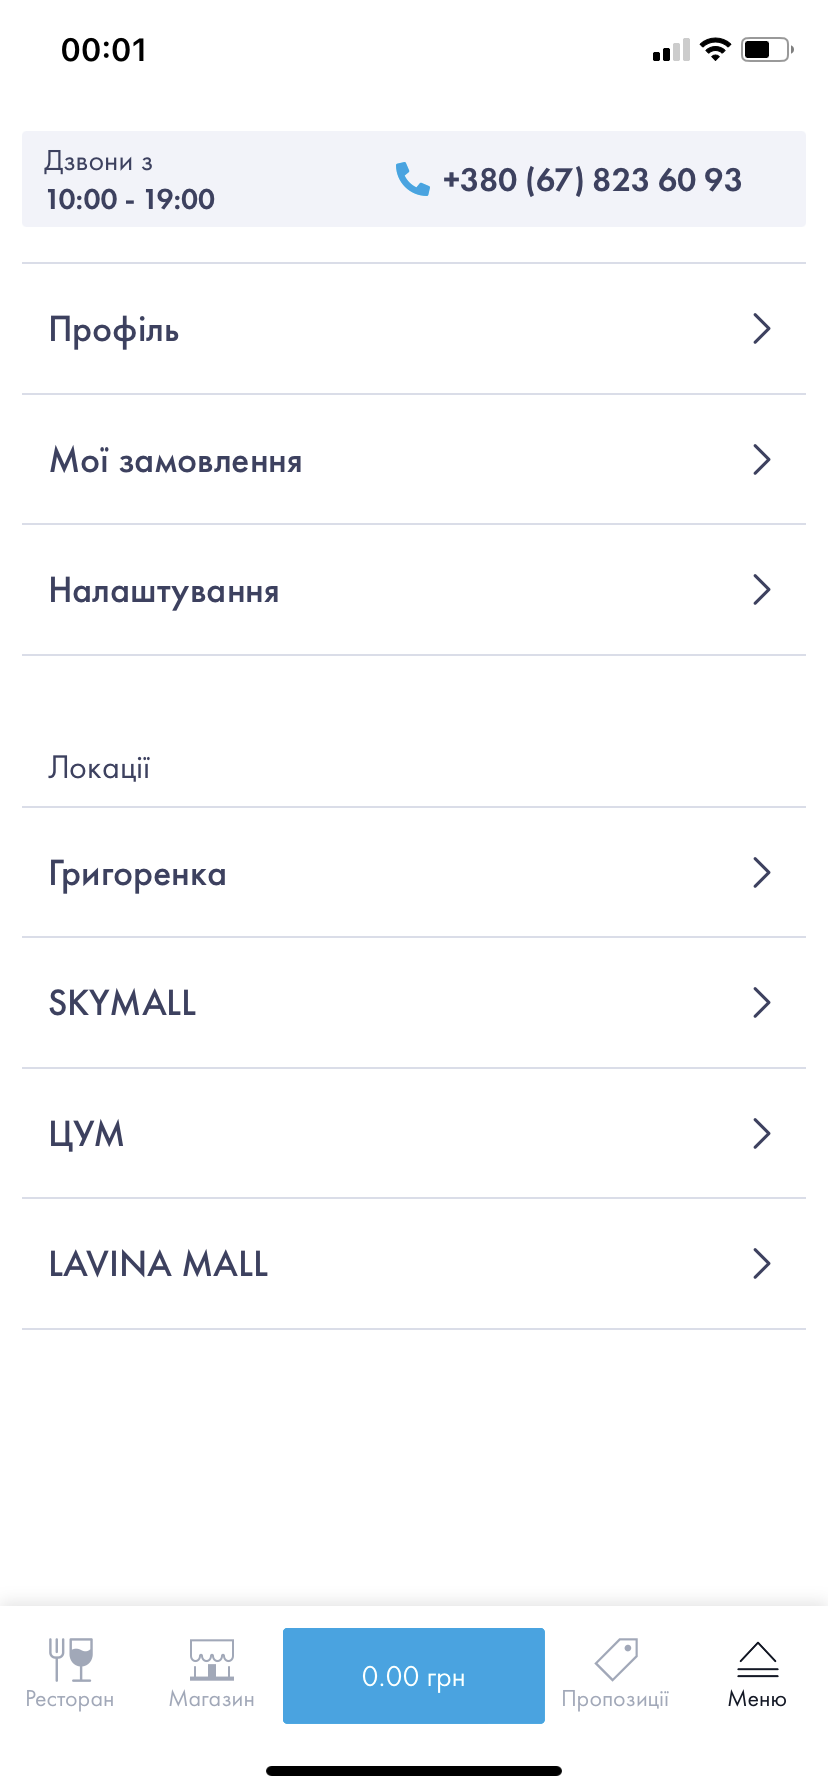 00:01
Дзвони з
10:00 - 19:00
+380 (67) 823 60 93
Профіль
Мої замовлення
Налаштування
Локації
Григоренка
SKYMALL
ЦУМ
LAVINA MALL
Ресторан
Магазин
0.00 грн
Пропозиції
Меню